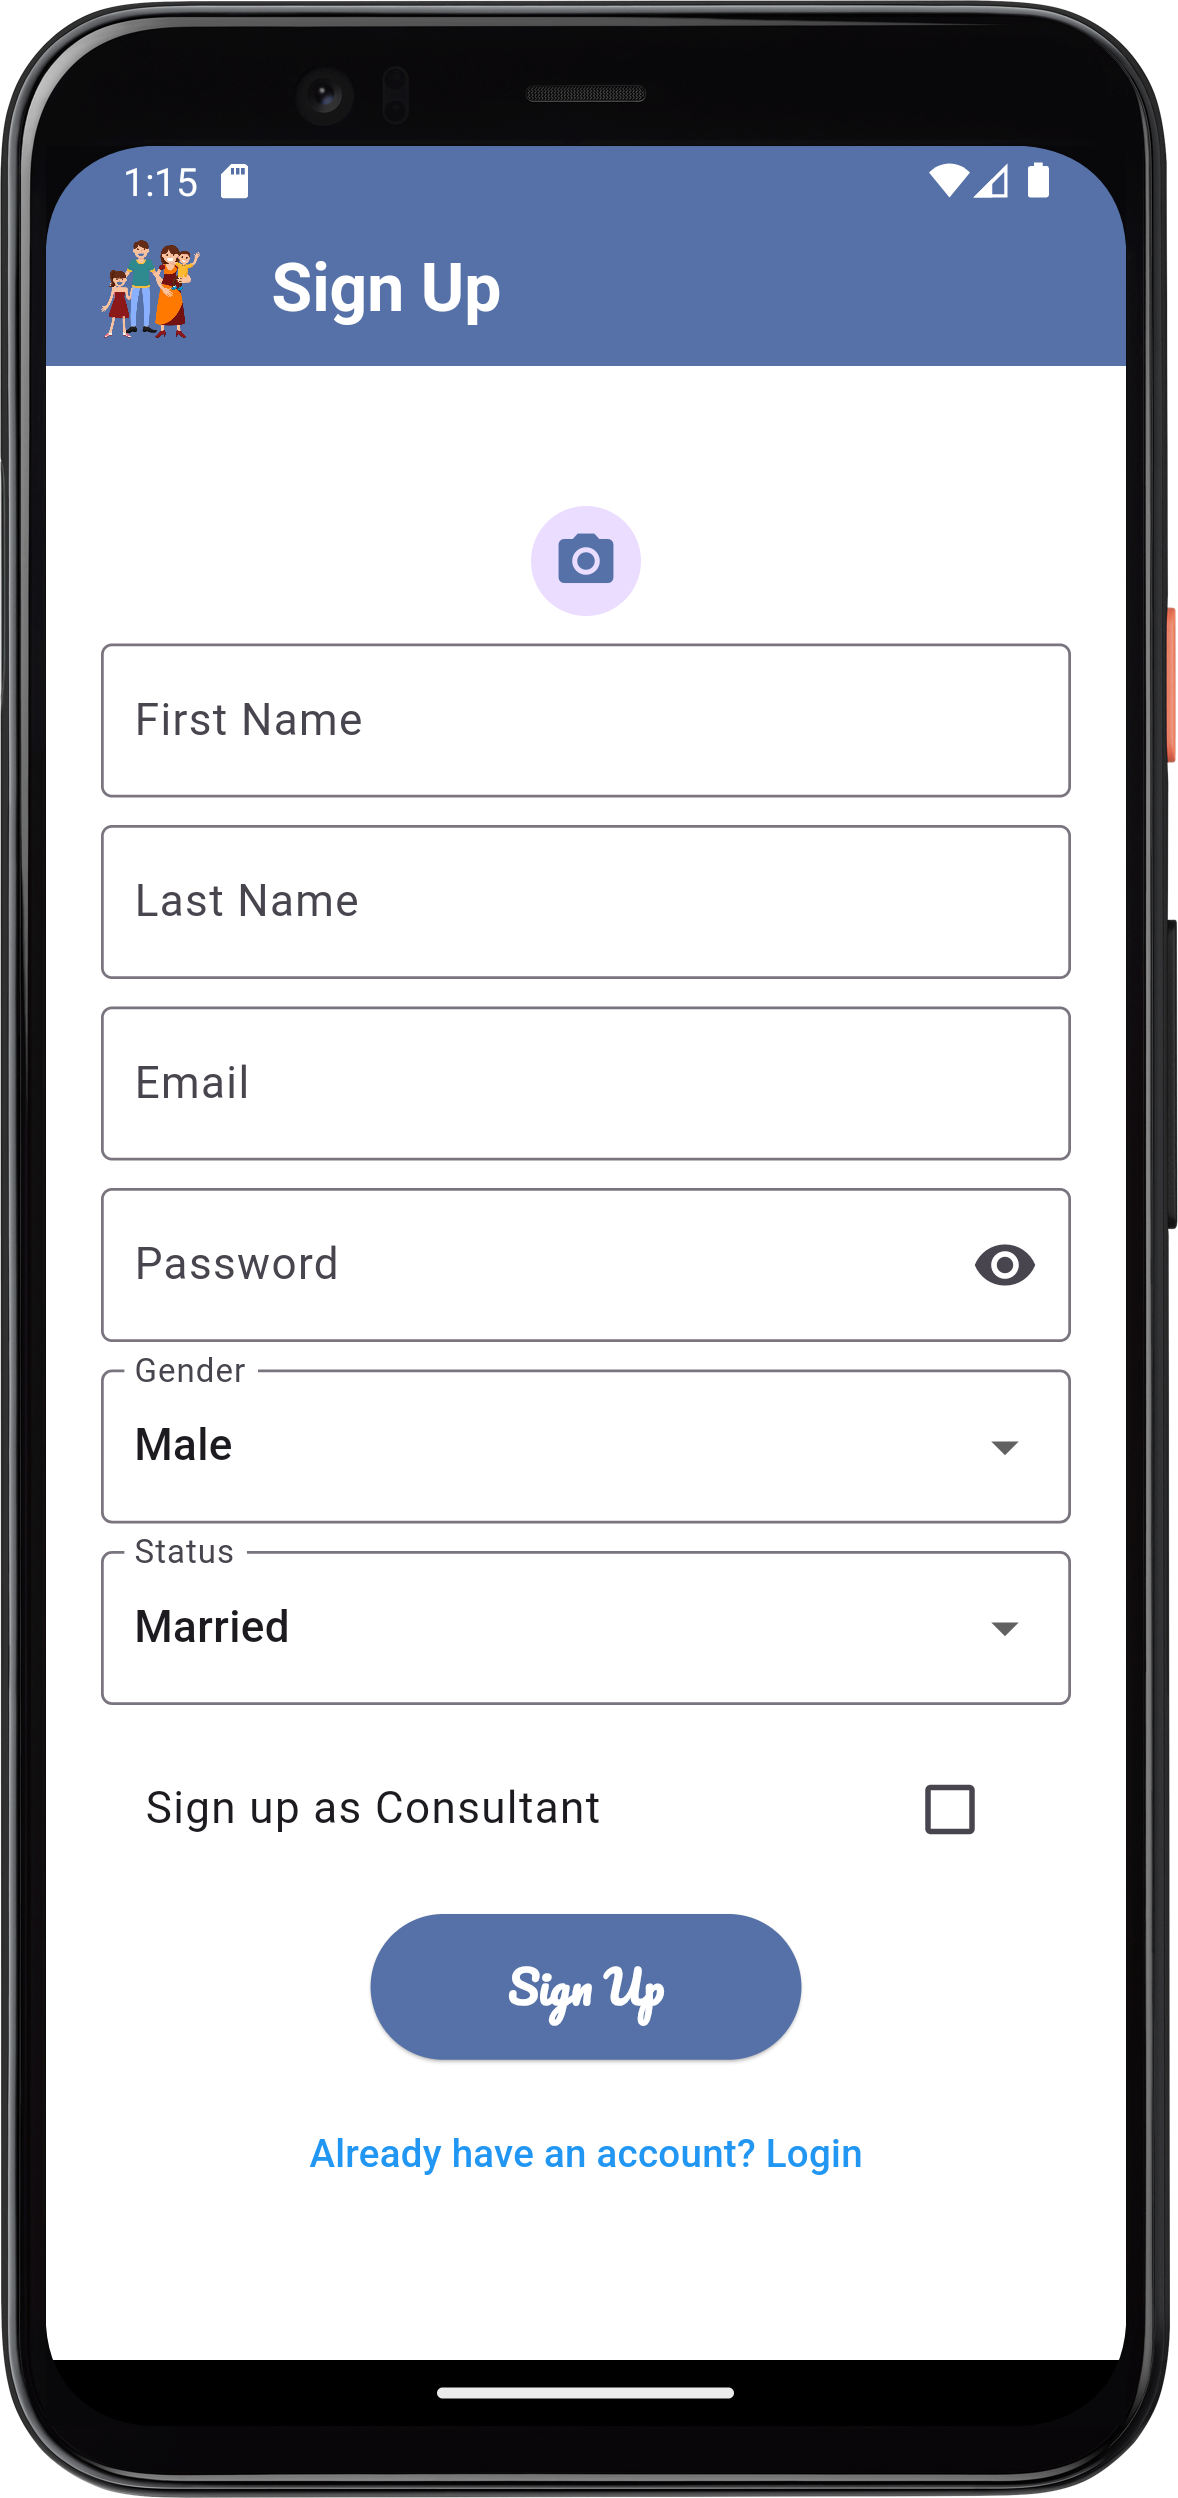 1:15
Sign Up
First Name
Last Name
Email
Password
Gender
Male
Status
Married
Sign up as Consultant
Sign Up
Already have an account? Login